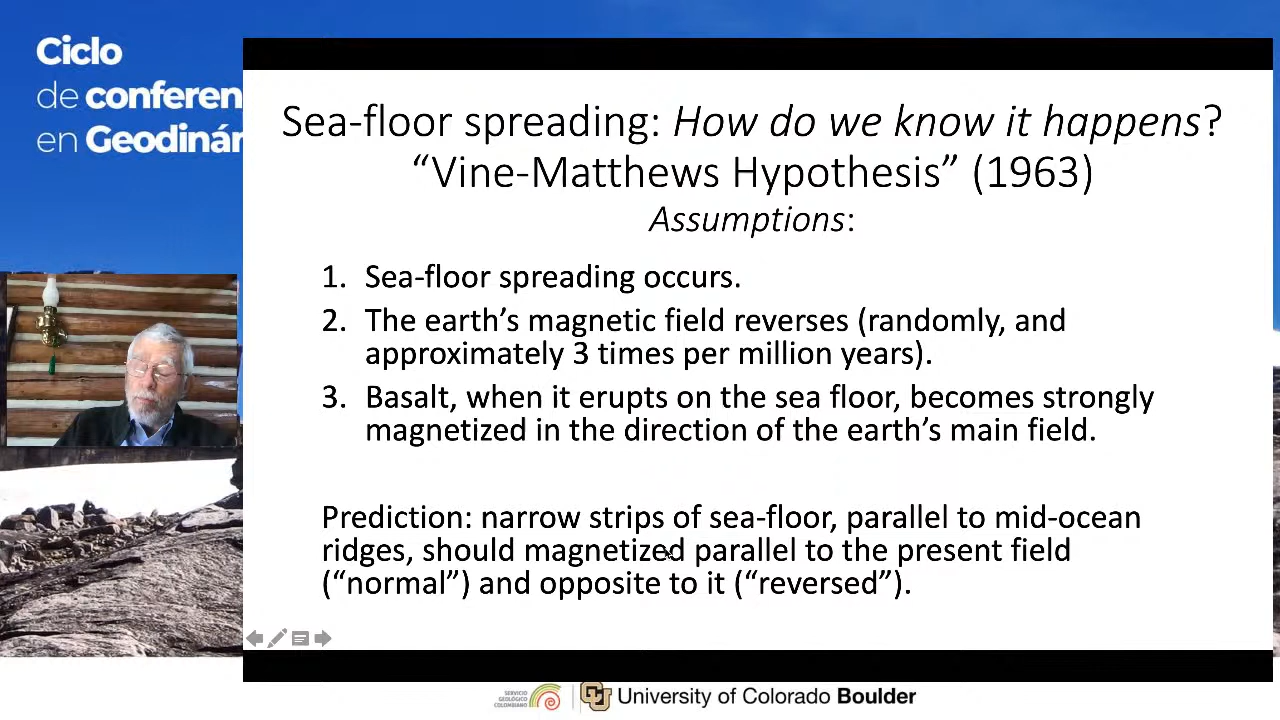 Ciclo
de conferen
en Geodinár
Sea-floor spreading: How do we know it happens?
“Vine-Matthews Hypothesis” (1963)
Assumptions:
1. Sea-floor spreading occurs.
2. The earth’s magnetic field reverses (randomly, and
approximately 3 times per million years).
3. Basalt, when it erupts on the sea floor, becomes strongly
magnetized in the direction of the earth’s main field.
Prediction: narrow strips of sea-floor, parallel to mid-ocean
ridges, should magnetized parallel to the present field
(“normal”) and opposite to it (“reversed”).
SERVICIO
GEOLÓGICO
COLOMBIANO
CU
University of Colorado Boulder